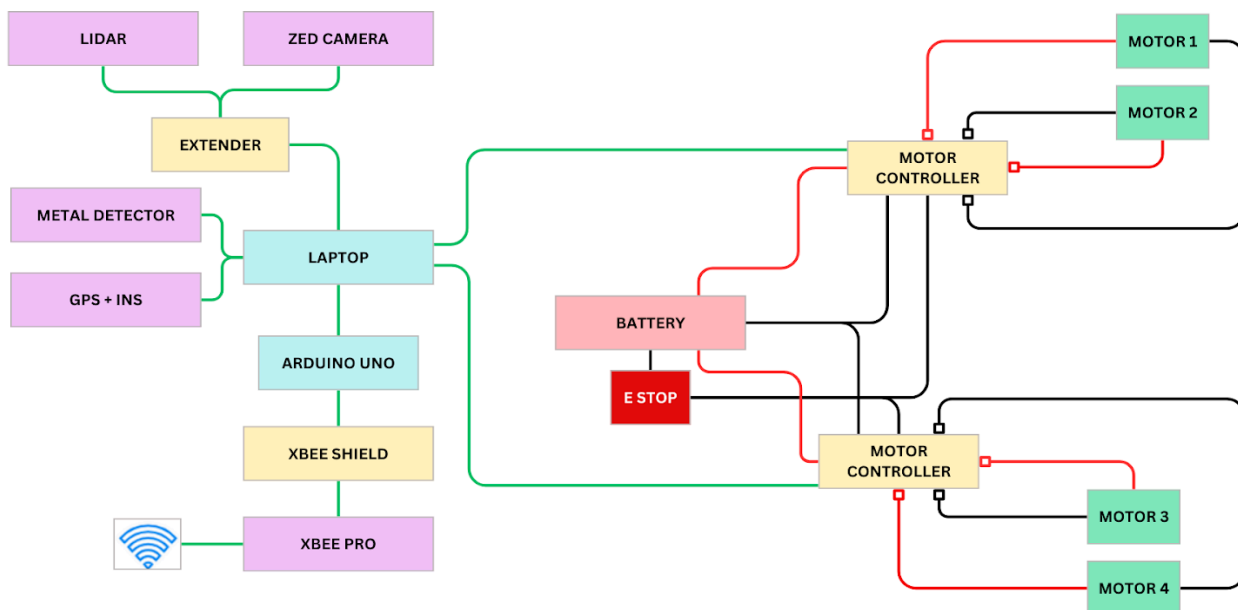 LIDAR
ZED CAMERA
EXTENDER
METAL DETECTOR
LAPTOP
GPS + INS
ARDUINO UNO
XBEE SHIELD
XBEE PRO
MOTOR 1
MOTOR 2
MOTOR
CONTROLLER
BATTERY
E STOP
MOTOR
CONTROLLER
MOTOR 3
MOTOR 4